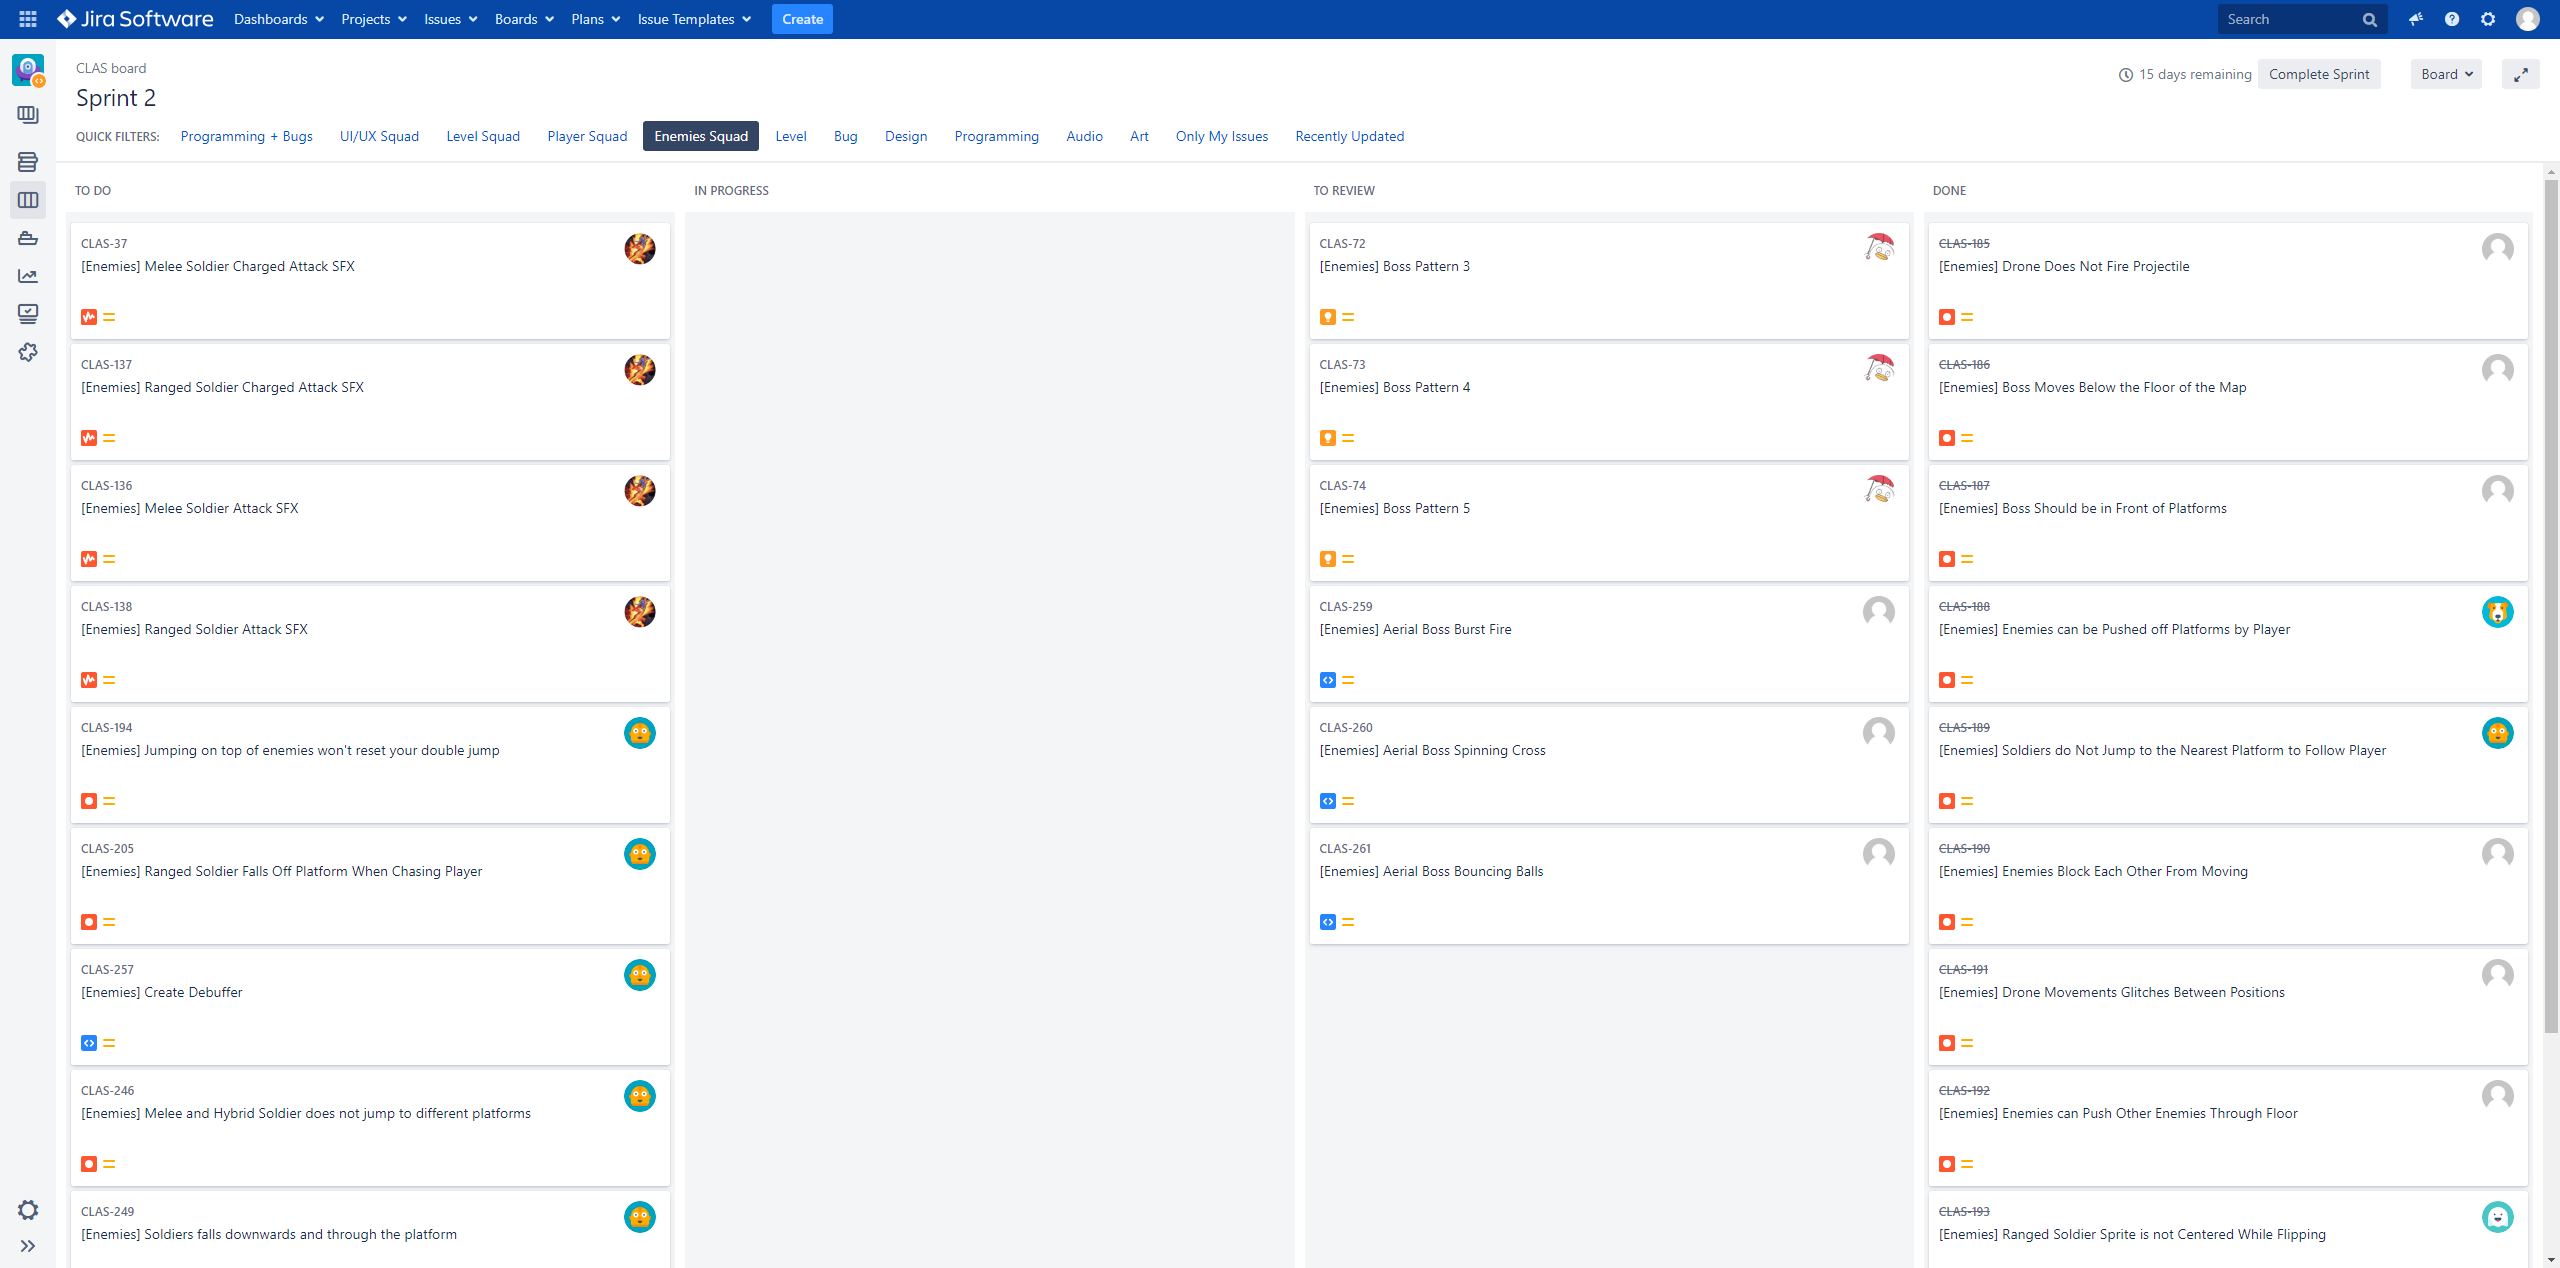 Jira Software Dashboards Projects Issues Boards Plans Issue Templates Create Search
CLAS board
Sprint 2
15 days remaining Complete Sprint Board
QUICK FILTERS: Programming + Bugs UI/UX Squad Level Squad Player Squad Enemies Squad Level Bug Design Programming Audio Art Only My Issues Recently Updated
TO DO
CLAS-37
[Enemies] Melee Soldier Charged Attack SFX
CLAS-137
[Enemies] Ranged Soldier Charged Attack SFX
CLAS-136
[Enemies] Melee Soldier Attack SFX
CLAS-138
[Enemies] Ranged Soldier Attack SFX
CLAS-194
[Enemies] Jumping on top of enemies won't reset your double jump
CLAS-205
[Enemies] Ranged Soldier Falls Off Platform When Chasing Player
CLAS-257
[Enemies] Create Debuffer
CLAS-246
[Enemies] Melee and Hybrid Soldier does not jump to different platforms
CLAS-249
[Enemies] Soldiers falls downwards and through the platform
IN PROGRESS
TO REVIEW
CLAS-72
[Enemies] Boss Pattern 3
CLAS-73
[Enemies] Boss Pattern 4
CLAS-74
[Enemies] Boss Pattern 5
CLAS-259
[Enemies] Aerial Boss Burst Fire
CLAS-260
[Enemies] Aerial Boss Spinning Cross
CLAS-261
[Enemies] Aerial Boss Bouncing Balls
DONE
CLAS-185
[Enemies] Drone Does Not Fire Projectile
CLAS-186
[Enemies] Boss Moves Below the Floor of the Map
CLAS-187
[Enemies] Boss Should be in Front of Platforms
CLAS-188
[Enemies] Enemies can be Pushed off Platforms by Player
CLAS-189
[Enemies] Soldiers do Not Jump to the Nearest Platform to Follow Player
CLAS-190
[Enemies] Enemies Block Each Other From Moving
CLAS-191
[Enemies] Drone Movements Glitches Between Positions
CLAS-192
[Enemies] Enemies can Push Other Enemies Through Floor
CLAS-193
[Enemies] Ranged Soldier Sprite is not Centered While Flipping